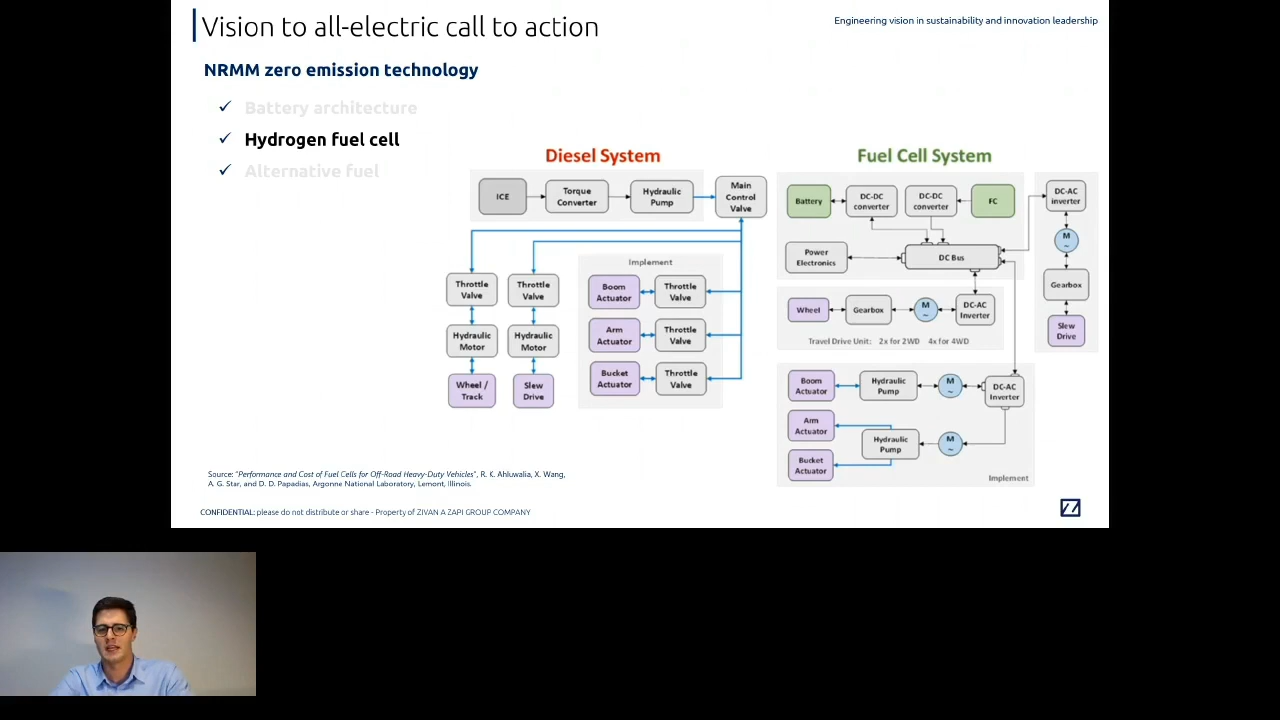 Vision to all-electric call to action
Engineering vision in sustainability and innovation leadership
NRMM zero emission technology
✓ Battery architecture
✓ Hydrogen fuel cell
✓ Alternative fuel
Diesel System
ICE
Torque
Converter
Hydraulic
Pump
Main
Control
Valve
Throttle
Valve
Throttle
Valve
Hydraulic
Motor
Hydraulic
Motor
Wheel /
Track
Slew
Drive
Implement
Boom
Actuator
Throttle
Valve
Arm
Actuator
Throttle
Valve
Bucket
Actuator
Throttle
Valve
Fuel Cell System
Battery
DC-DC
converter
DC-DC
converter
FC
Power
Electronics
DC Bus
DC-AC
inverter
M
~
Gearbox
Slew
Drive
Wheel
Gearbox
M
~
DC-AC
Inverter
Travel Drive Unit: 2x for 2WD 4x for 4WD
Boom
Actuator
Hydraulic
Pump
M
~
DC-AC
Inverter
Arm
Actuator
Hydraulic
Pump
M
~
Bucket
Actuator
Implement
Source: "Performance and Cost of Fuel Cells for Off-Road Heavy-Duty Vehicles", R. K. Ahluwalia, X. Wang,
A. G. Star, and D. D. Papadias, Argonne National Laboratory, Lemont, Illinois.
CONFIDENTIAL: please do not distribute or share - Property of ZIVAN A ZAPI GROUP COMPANY